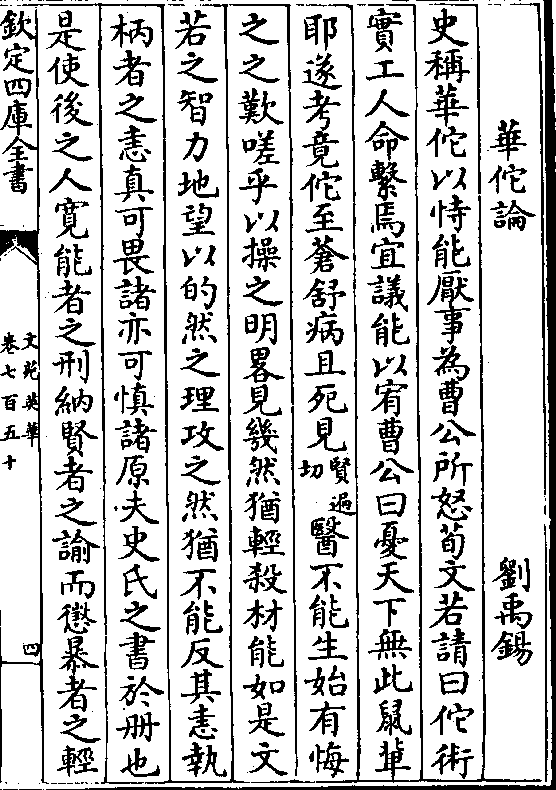 華佗論 劉禹錫
史稱華佗以恃能厭事為曹公所怒荀文若請曰佗術
實工人命繫焉宜議能以宥曹公曰憂天下無此鼠輩
耶遂考竟佗至蒼舒病且死見賢遍切醫不能生始有悔
之之歎嗟乎以操之明畧見幾然猶輕殺材能如是文
若之智力地望以的然之理攻之然猶不能反其恚執
柄者之恚真可畏諸亦可慎諸原夫史氏之書於册也
是使後之人寛能者之刑納賢者之諭而懲暴者之輕
欽定四庫全書
文苑英華
卷七百五十
四